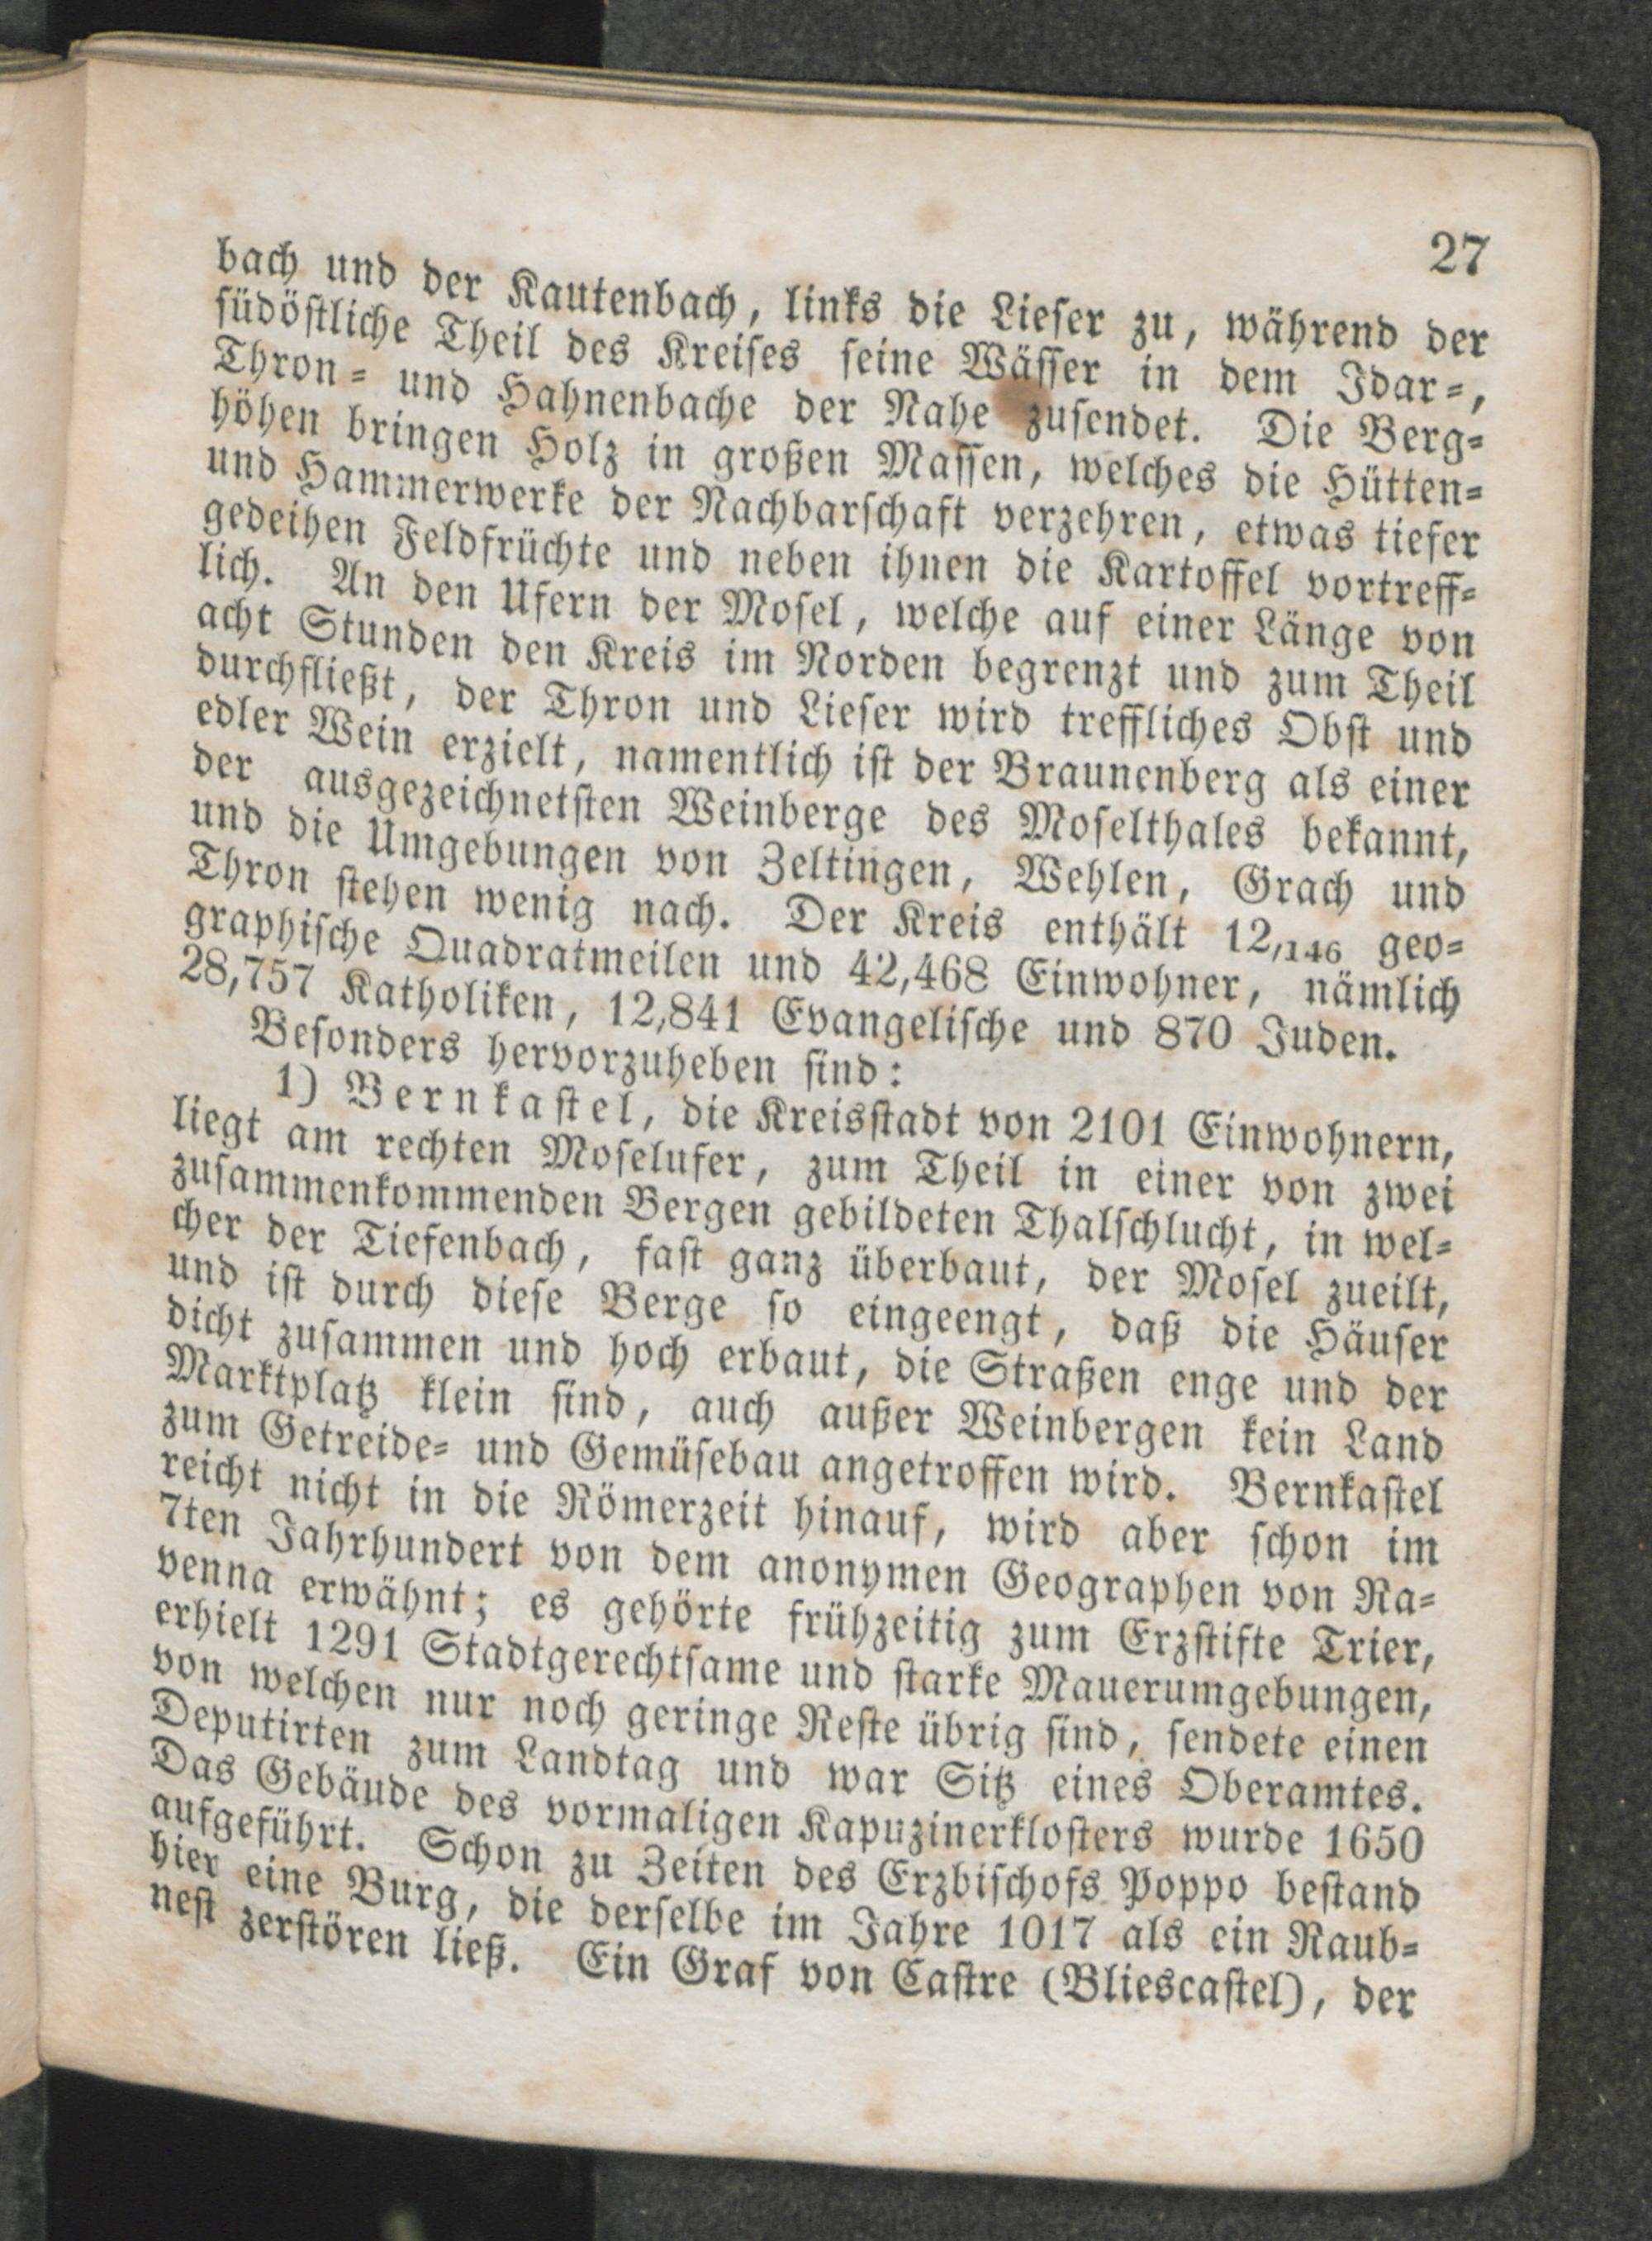 27
bach und der Kautenbach, links die Lieser zu, während der
südöstliche Theil des Kreises seine Wässer in dem Idar-,
Thron- und Hahnenbache der Nahe zusendet. Die Berg-
höhen bringen Holz in großen Massen, welches die Hütten-
und Hammerwerke der Nachbarschaft verzehren, etwas tiefer
gedeihen Feldfrüchte und neben ihnen die Kartoffel vortreff-
lich. An den Ufern der Mosel, welche auf einer Länge von
acht Stunden den Kreis im Norden begrenzt und zum Theil
durchfließt, der Thron und Lieser wird treffliches Obst und
edler Wein erzielt, namentlich ist der Braunenberg als einer
der ausgezeichnetsten Weinberge des Moselthales bekannt,
und die Umgebungen von Zeltingen, Wehlen, Grach und
Thron stehen wenig nach. Der Kreis enthält 12,146 geo-
graphische Quadratmeilen und 42,468 Einwohner, nämlich
28,757 Katholiken, 12,841 Evangelische und 870 Juden.
Besonders hervorzuheben sind:
1) Bernkastel, die Kreisstadt von 2101 Einwohnern,
liegt am rechten Moselufer, zum Theil in einer von zwei
zusammenkommenden Bergen gebildeten Thalschlucht, in wel-
cher der Tiefenbach, fast ganz überbaut, der Mosel zueilt,
und ist durch diese Berge so eingeengt, daß die Häuser
dicht zusammen und hoch erbaut, die Straßen enge und der
Marktplatz klein sind, auch außer Weinbergen kein Land
zum Getreide- und Gemüsebau angetroffen wird. Bernkastel
reicht nicht in die Römerzeit hinauf, wird aber schon im
7ten Jahrhundert von dem anonymen Geographen von Ra-
venna erwähnt; es gehörte frühzeitig zum Erzstifte Trier,
erhielt 1291 Stadtgerechtsame und starke Mauerumgebungen,
von welchen nur noch geringe Reste übrig sind, sendete einen
Deputirten zum Landtag und war Sitz eines Oberamtes.
Das Gebäude des vormaligen Kapuzinerklosters wurde 1650
aufgeführt. Schon zu Zeiten des Erzbischofs Poppo bestand
hier eine Burg, die derselbe im Jahre 1017 als ein Raub-
nest zerstören ließ. Ein Graf von Castre (Bliescastel), der